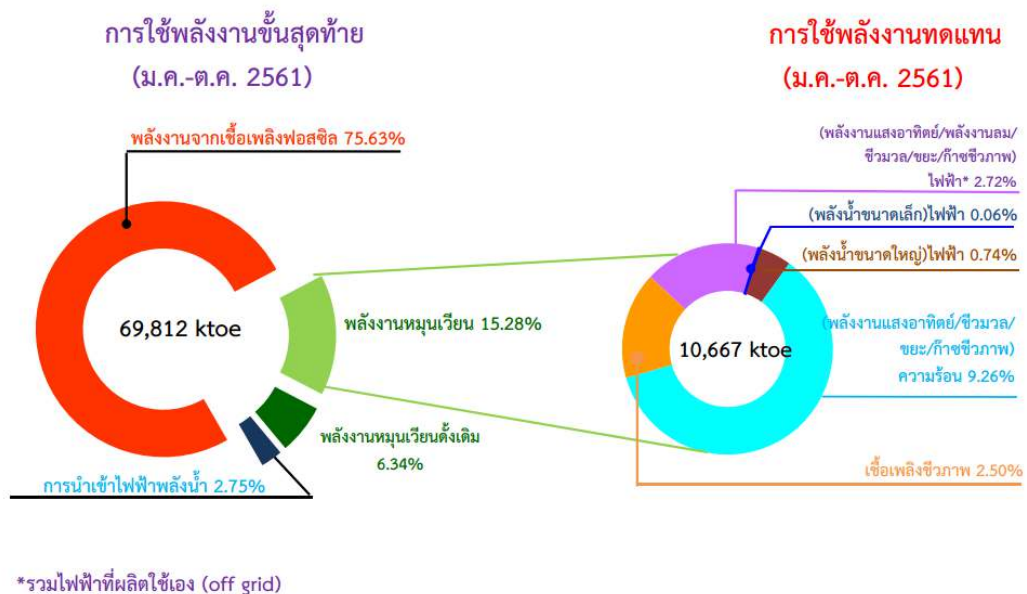 การใช้พลังงานขั้นสุดท้าย
(ม.ค.-ต.ค. 2561)
พลังงานจากเชื้อเพลิงฟอสซิล 75.63%
69,812 ktoe
พลังงานหมุนเวียน 15.28%
พลังงานหมุนเวียนดั้งเดิม
6.34%
การนำเข้าไฟฟ้าพลังน้ำ 2.75%
การใช้พลังงานทดแทน
(ม.ค.-ต.ค. 2561)
(พลังงานแสงอาทิตย์/พลังงานลม/
ชีวมวล/ขยะ/ก๊าซชีวภาพ)
ไฟฟ้า* 2.72%
(พลังน้ำขนาดเล็ก)ไฟฟ้า 0.06%
(พลังน้ำขนาดใหญ่)ไฟฟ้า 0.74%
10,667 ktoe
(พลังงานแสงอาทิตย์/ชีวมวล/
ขยะ/ก๊าซชีวภาพ)
ความร้อน 9.26%
เชื้อเพลิงชีวภาพ 2.50%
*รวมไฟฟ้าที่ผลิตใช้เอง (off grid)